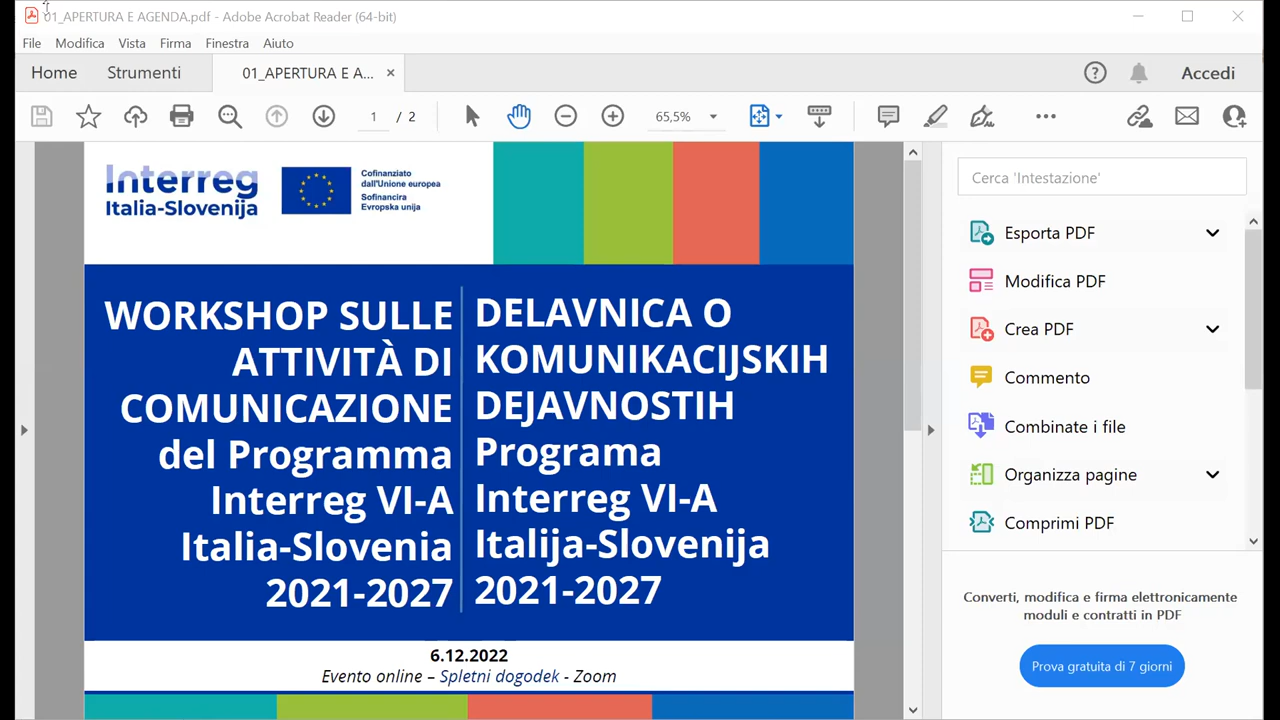 01_APERTURA E AGENDA.pdf - Adobe Acrobat Reader (64-bit)
File Modifica Vista Firma Finestra Aiuto
Home Strumenti 01_APERTURA E A... × Accedi
1 / 2 65,5%
Interreg
Italia-Slovenija
Cofinanziato
dall'Unione europea
Sofinancira
Evropska unija
WORKSHOP SULLE
ATTIVITÀ DI
COMUNICAZIONE
del Programma
Interreg VI-A
Italia-Slovenia
2021-2027
DELAVNICA O
KOMUNIKACIJSKIH
DEJAVNOSTIH
Programa
Interreg VI-A
Italija-Slovenija
2021-2027
6.12.2022
Evento online – Spletni dogodek - Zoom
Cerca 'Intestazione'
Esporta PDF
Modifica PDF
Crea PDF
Commento
Combinate i file
Organizza pagine
Comprimi PDF
Converti, modifica e firma elettronicamente
moduli e contratti in PDF
Prova gratuita di 7 giorni